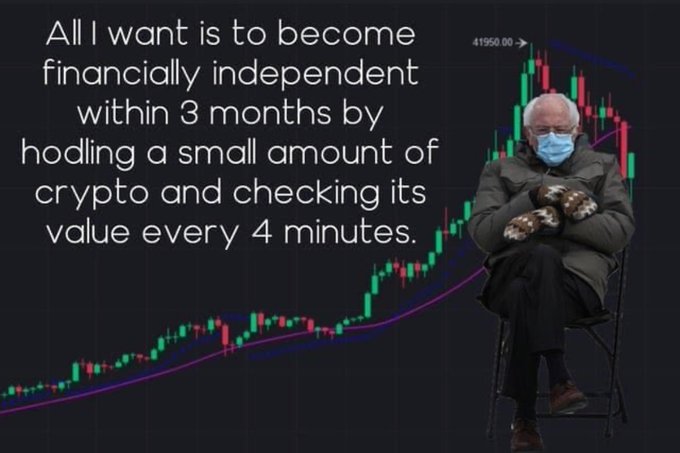 All I want is to become
financially independent
within 3 months by
hodling a small amount of
crypto and checking its
value every 4 minutes.
41950.00